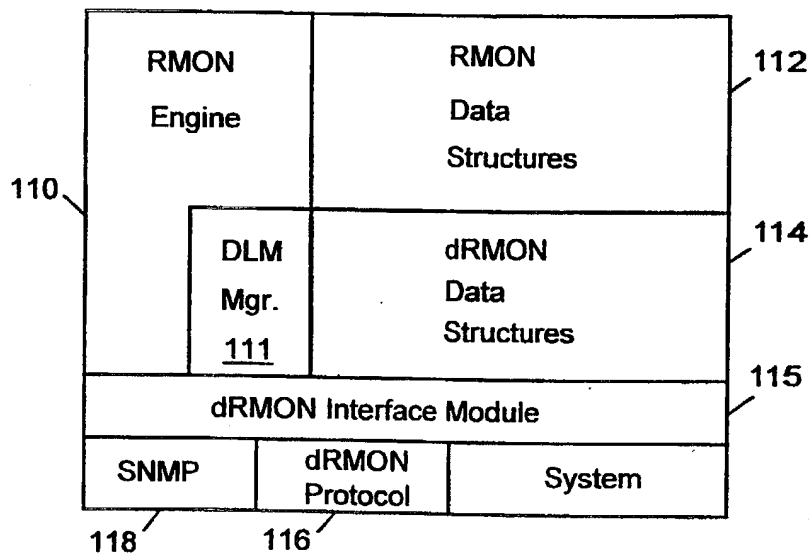 RMON
Engine
RMON
Data
Structures
112
110
DLM
Mgr.
111
dRMON
Data
Structures
114
dRMON Interface Module
115
SNMP
dRMON
Protocol
System
118
116